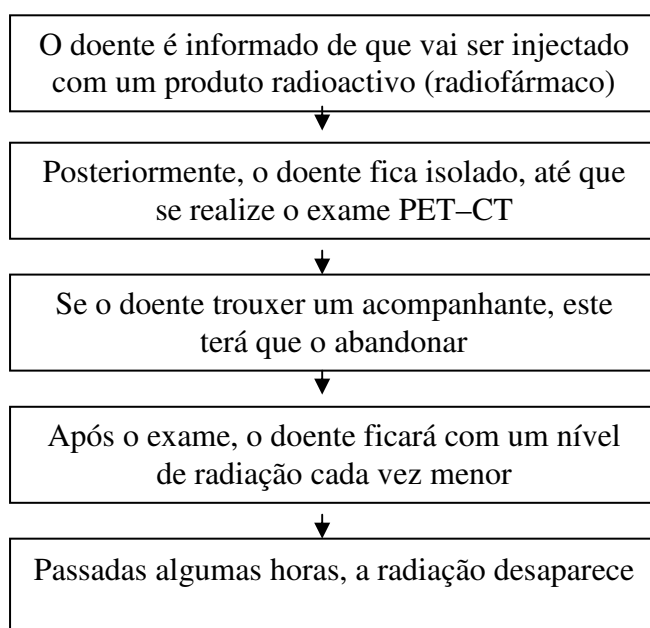 O doente é informado de que vai ser injectado
com um produto radioactivo (radiofármaco)
Posteriormente, o doente fica isolado, até que
se realize o exame PET–CT
Se o doente trouxer um acompanhante, este
terá que o abandonar
Após o exame, o doente ficará com um nível
de radiação cada vez menor
Passadas algumas horas, a radiação desaparece